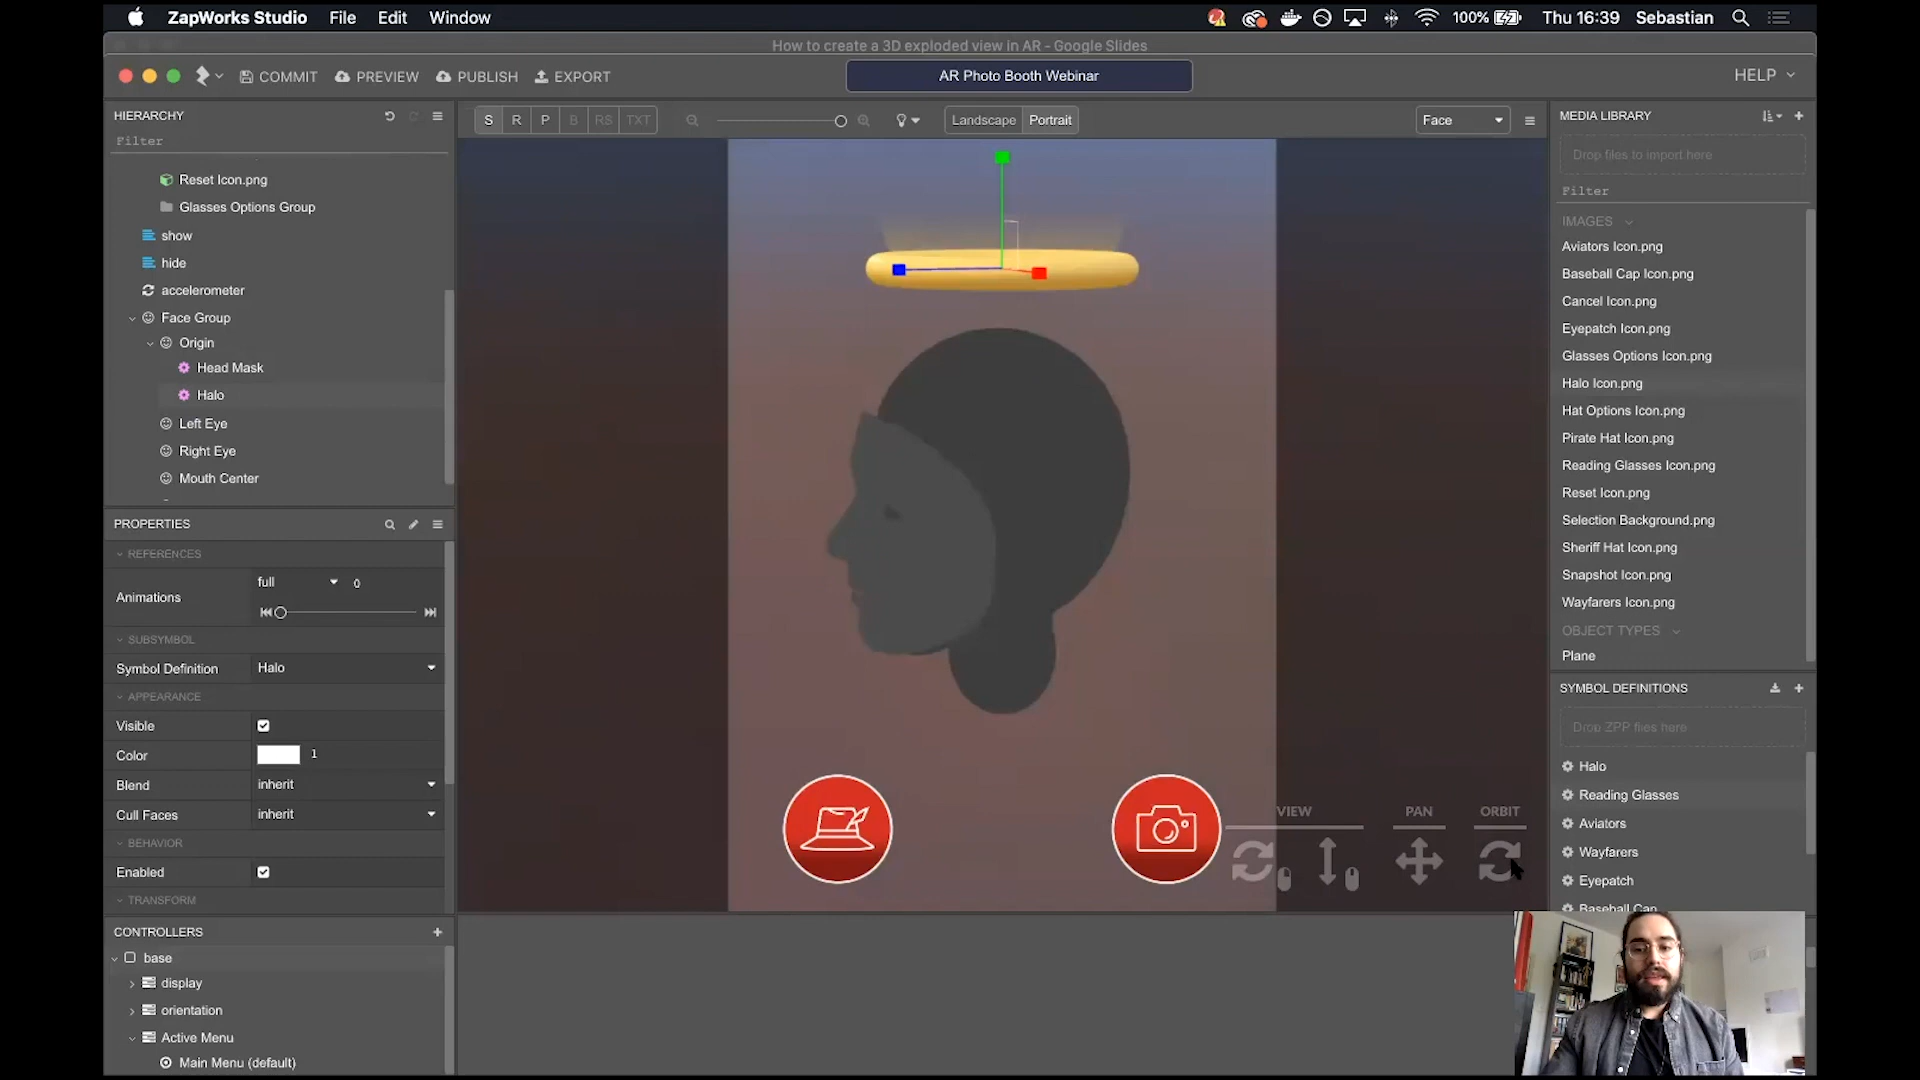 ZapWorks Studio File Edit Window
100% Thu 16:39 Sebastian
How to create a 3D exploded view in AR - Google Slides
COMMIT PREVIEW PUBLISH EXPORT
AR Photo Booth Webinar
HELP
HIERARCHY
Filter
Reset Icon.png
Glasses Options Group
show
hide
accelerometer
Face Group
Origin
Head Mask
Halo
Left Eye
Right Eye
Mouth Center
PROPERTIES
REFERENCES
Animations full 0
SUBSYMBOL
Symbol Definition Halo
APPEARANCE
Visible
Color 1
Blend inherit
Cull Faces inherit
BEHAVIOR
Enabled
TRANSFORM
CONTROLLERS
base
display
orientation
Active Menu
Main Menu (default)
S R P B RS TXT
Landscape Portrait
Face
VIEW PAN ORBIT
MEDIA LIBRARY
Drop files to import here
Filter
IMAGES
Aviators Icon.png
Baseball Cap Icon.png
Cancel Icon.png
Eyepatch Icon.png
Glasses Options Icon.png
Halo Icon.png
Hat Options Icon.png
Pirate Hat Icon.png
Reading Glasses Icon.png
Reset Icon.png
Selection Background.png
Sheriff Hat Icon.png
Snapshot Icon.png
Wayfarers Icon.png
OBJECT TYPES
Plane
SYMBOL DEFINITIONS
Drop ZPP files here
Halo
Reading Glasses
Aviators
Wayfarers
Eyepatch
Baseball Cap